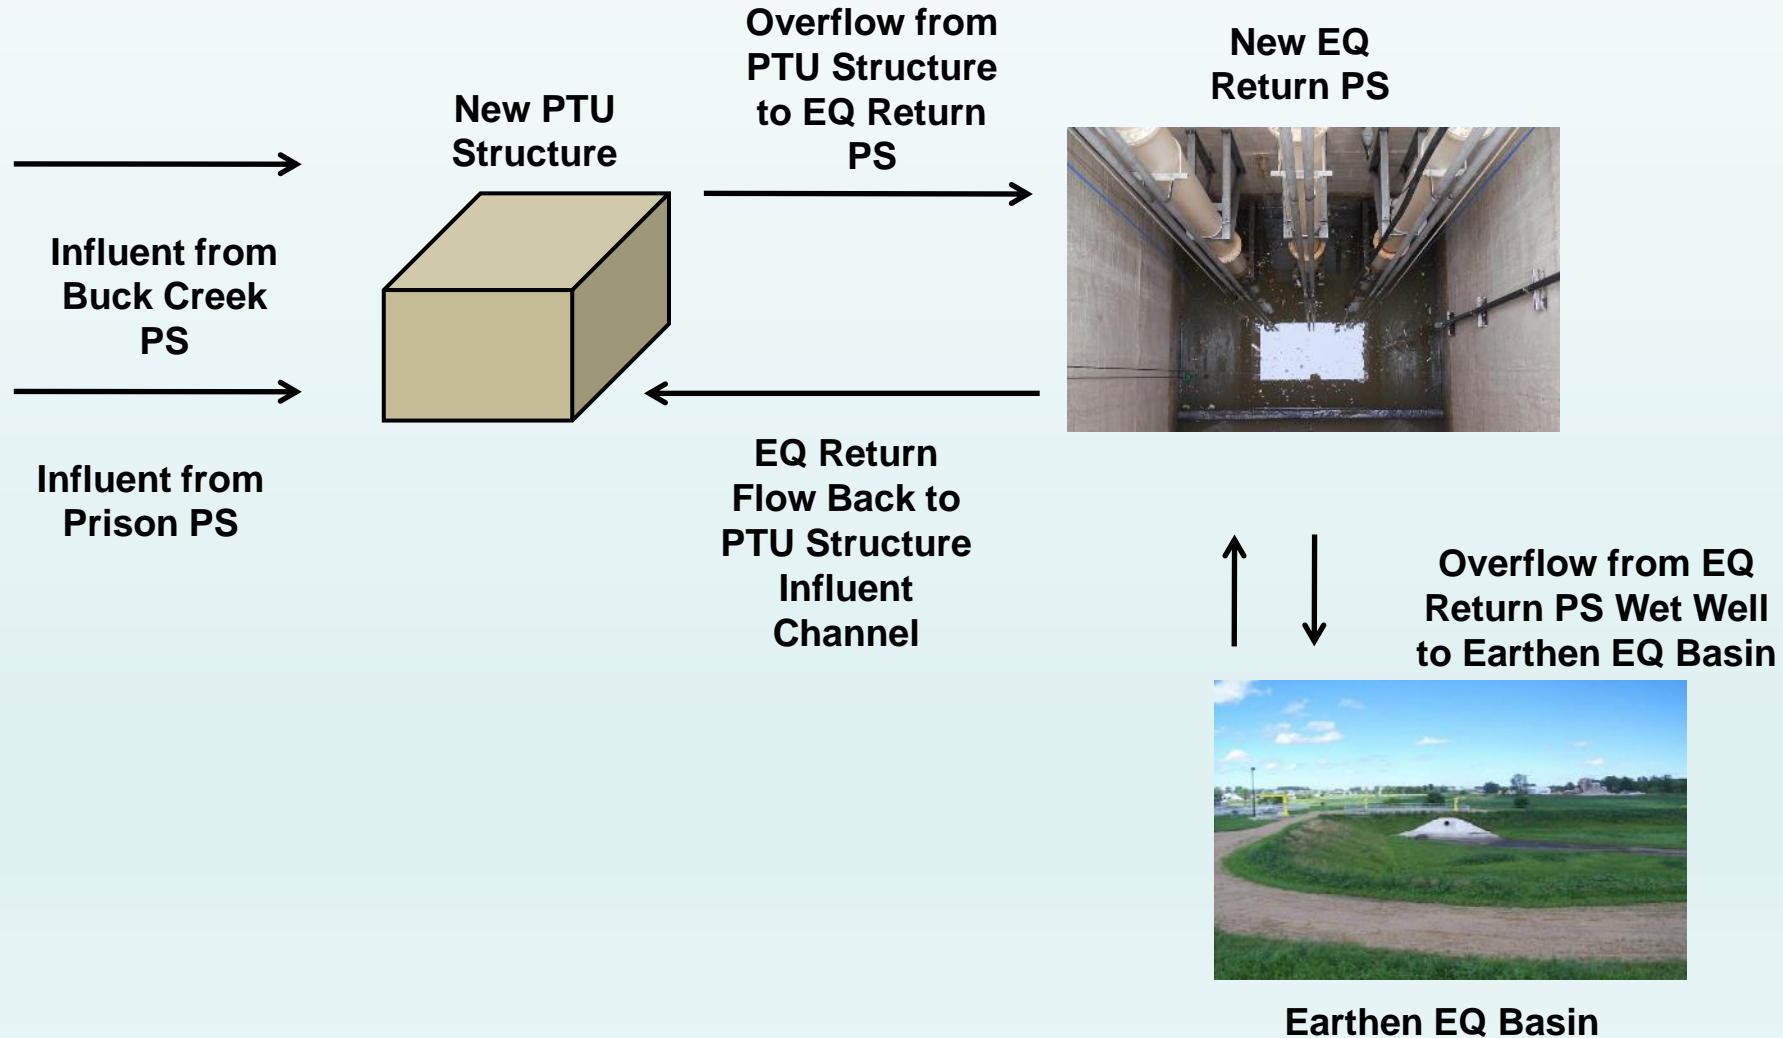 Influent from
Buck Creek
PS
Influent from
Prison PS
New PTU
Structure
Overflow from
PTU Structure
to EQ Return
PS
EQ Return
Flow Back to
PTU Structure
Influent
Channel
New EQ
Return PS
Overflow from EQ
Return PS Wet Well
to Earthen EQ Basin
Earthen EQ Basin